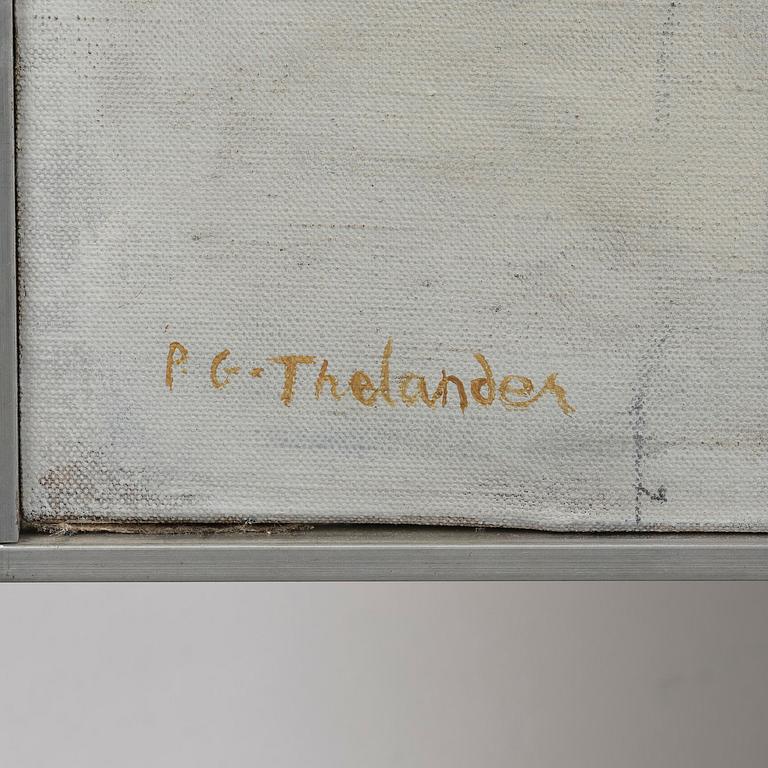 P. G. Thelander